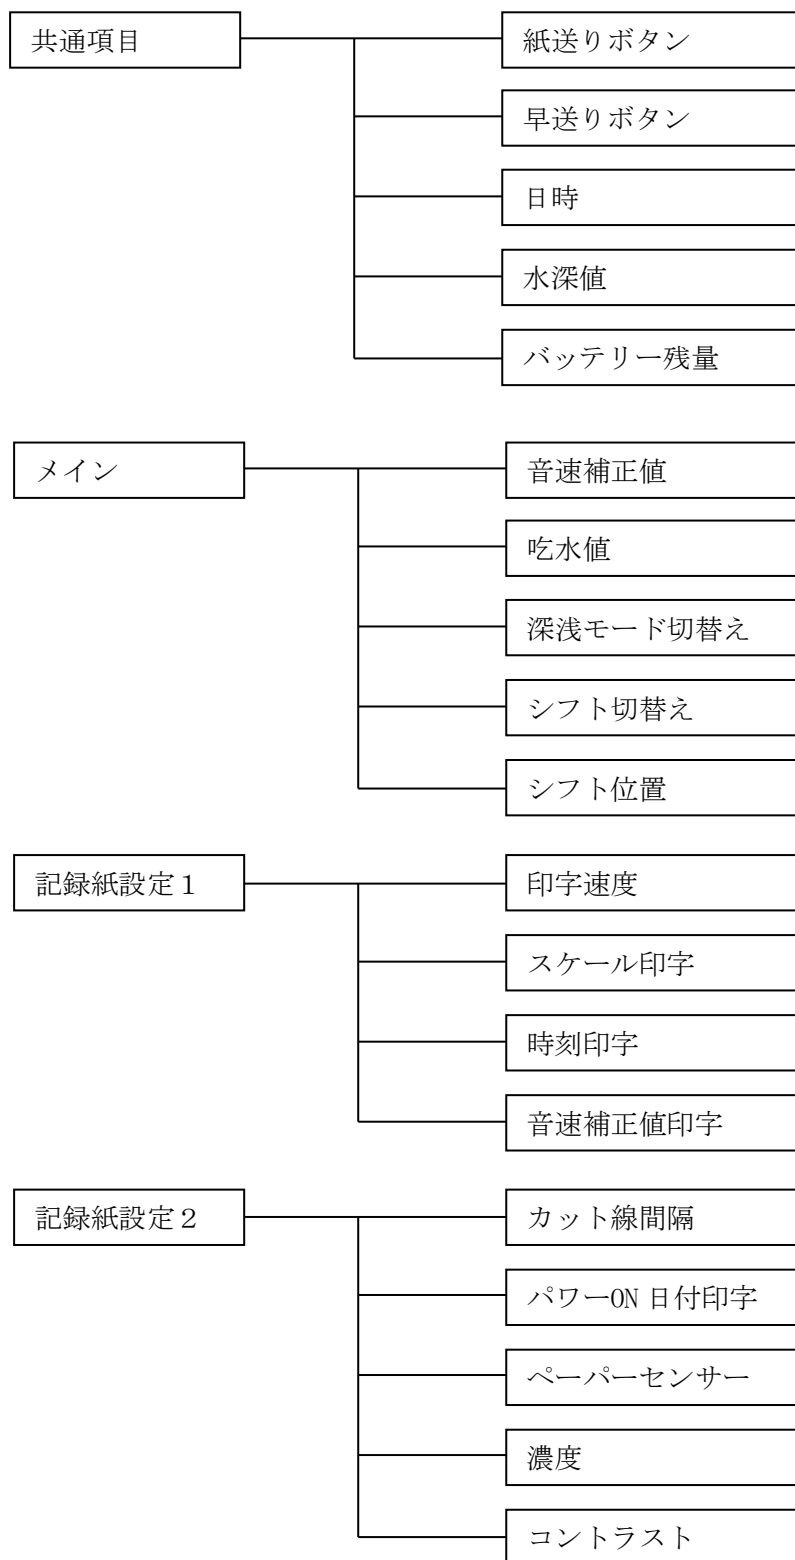 共通項目
紙送りボタン
早送りボタン
日時
水深値
バッテリー残量
メイン
音速補正値
吃水値
深浅モード切替え
シフト切替え
シフト位置
記録紙設定１
印字速度
スケール印字
時刻印字
音速補正値印字
記録紙設定２
カット線間隔
パワーON 日付印字
ペーパーセンサー
濃度
コントラスト